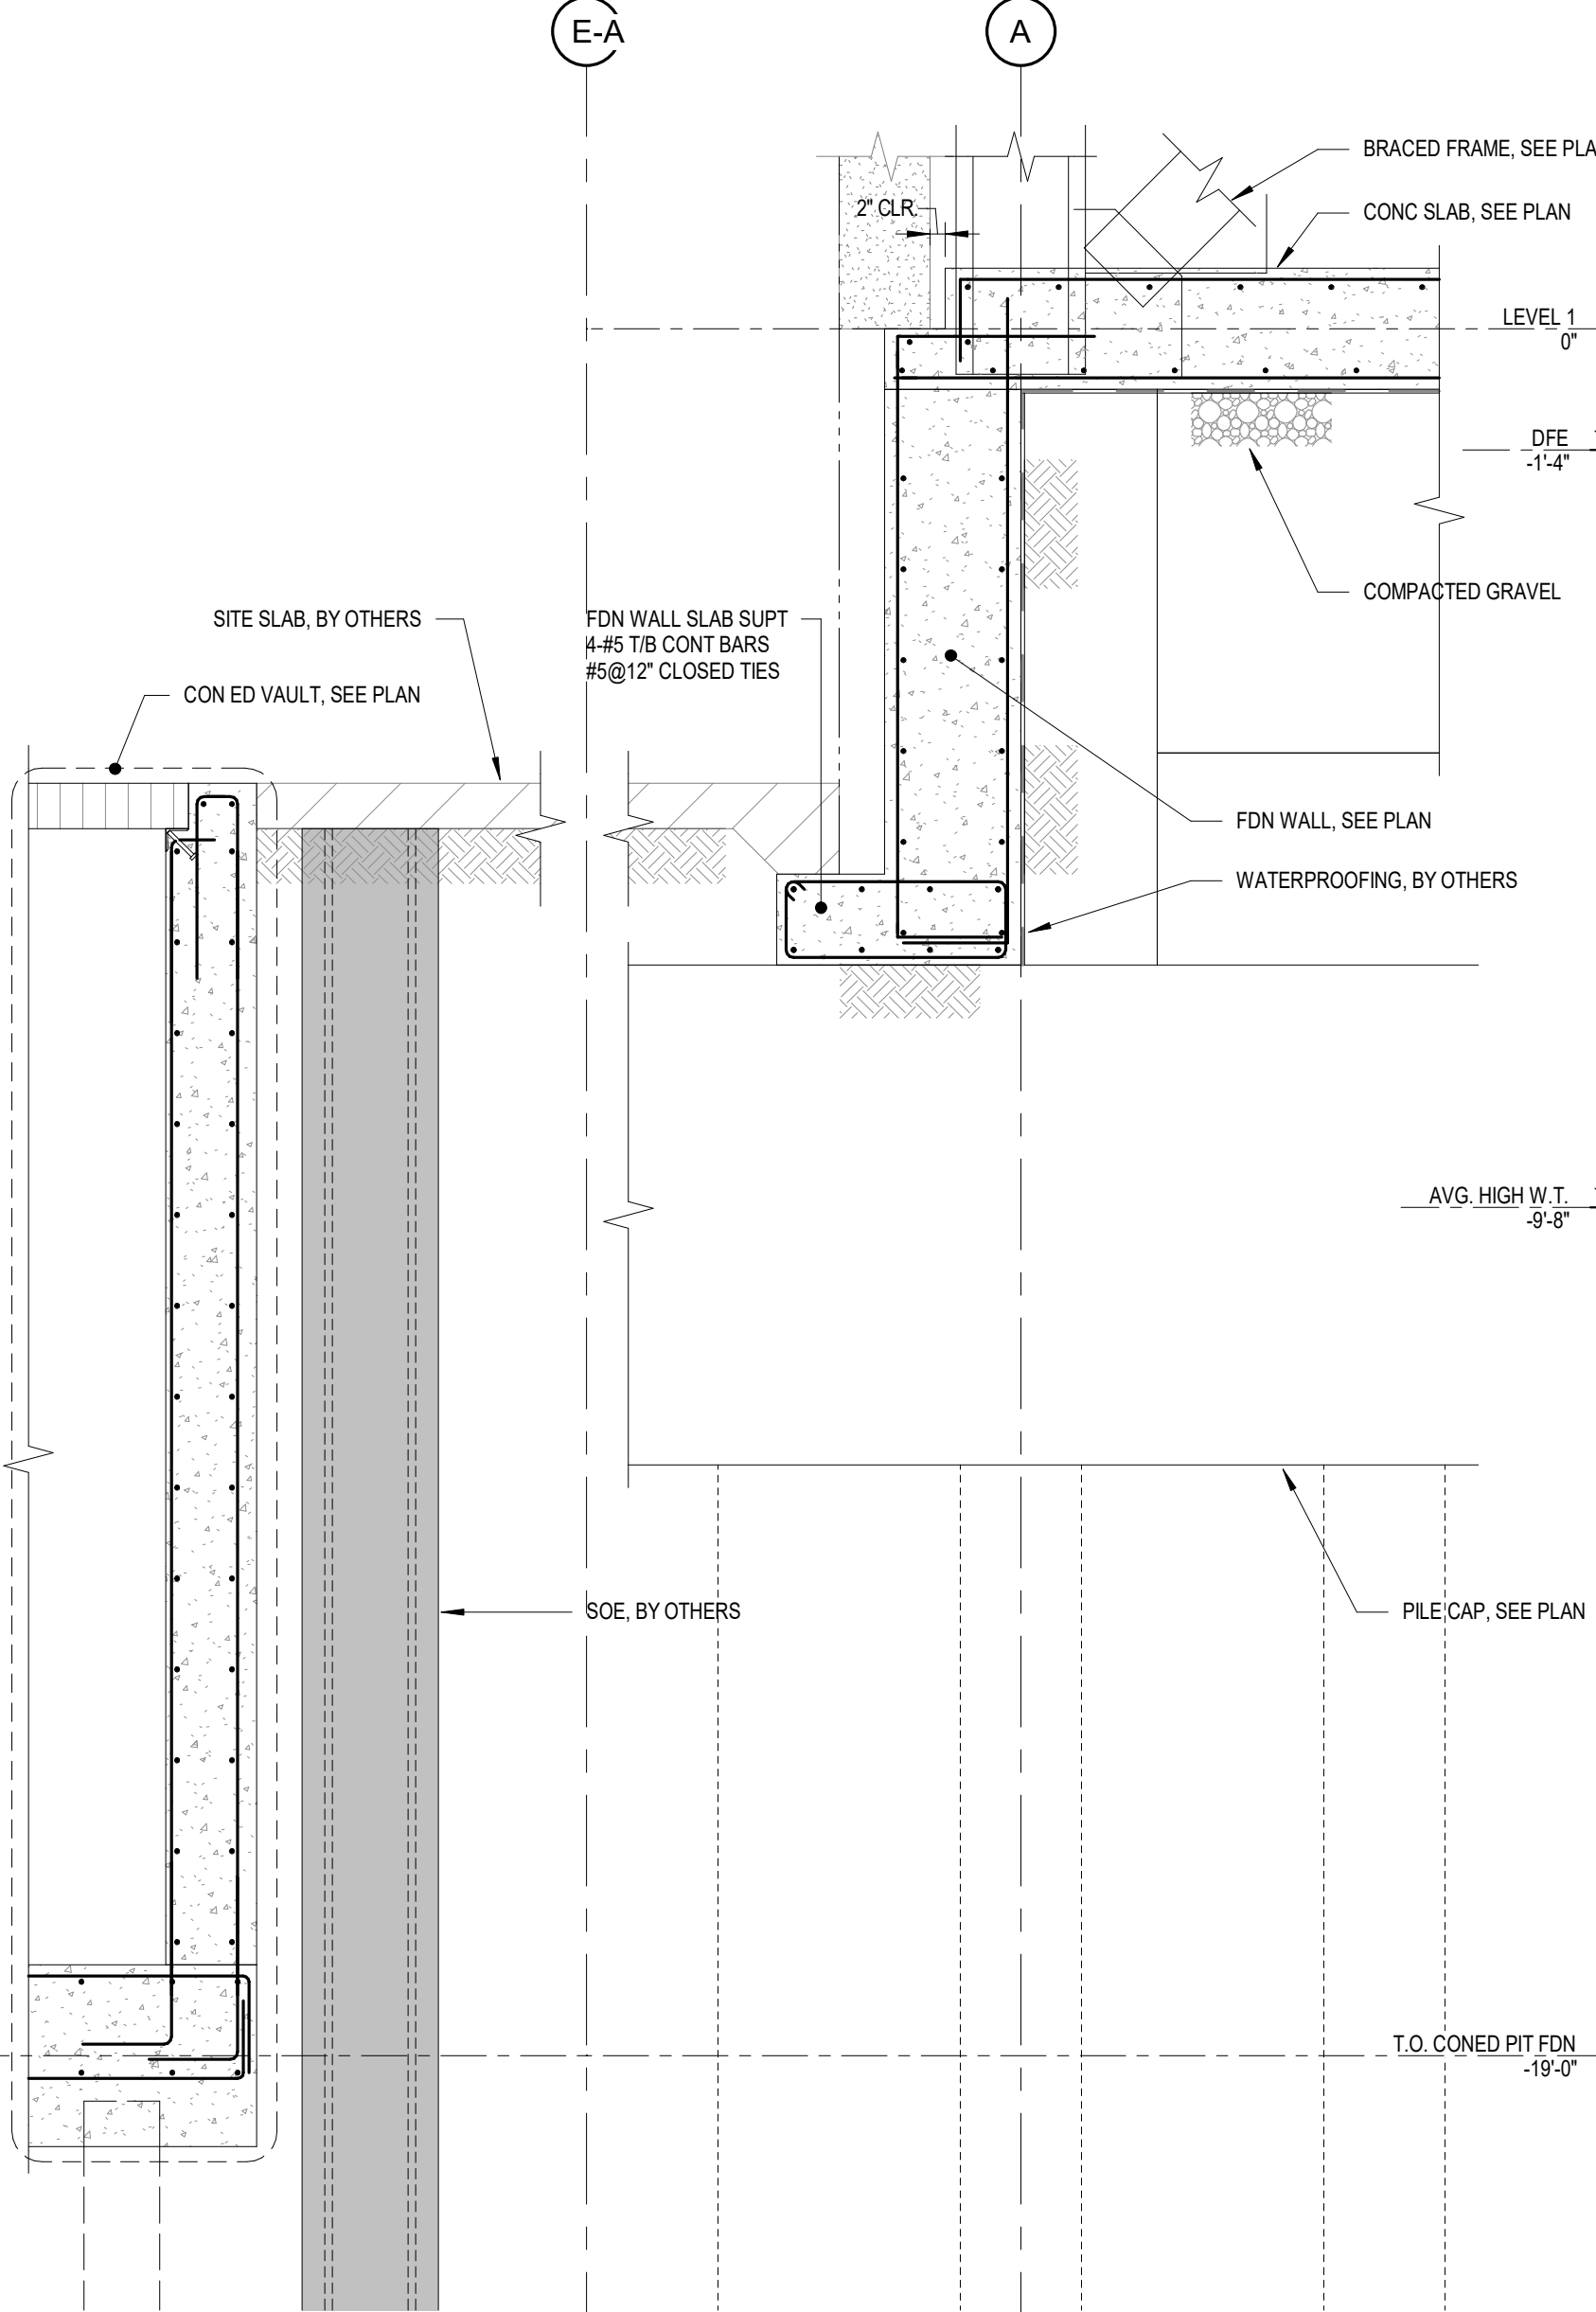 E-A
A
BRACED FRAME, SEE PLA
2" CLR.
CONC SLAB, SEE PLAN
LEVEL 1
0"
DFE
-1'-4"
COMPACTED GRAVEL
SITE SLAB, BY OTHERS
FDN WALL SLAB SUPT
4-#5 T/B CONT BARS
#5@12" CLOSED TIES
CON ED VAULT, SEE PLAN
FDN WALL, SEE PLAN
WATERPROOFING, BY OTHERS
AVG. HIGH W.T.
-9'-8"
SOE, BY OTHERS
PILE CAP, SEE PLAN
T.O. CONED PIT FDN
-19'-0"